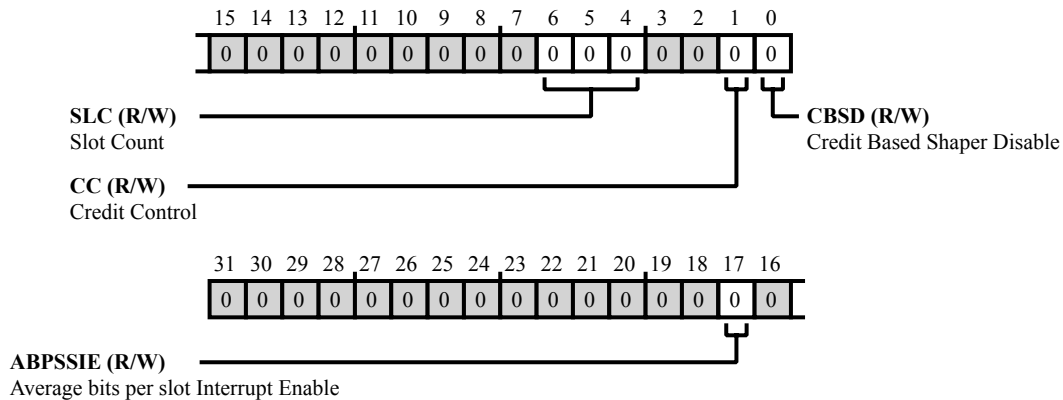 15 14 13 12 11 10 9 8 7 6 5 4 3 2 1 0
0 0 0 0 0 0 0 0 0 0 0 0 0 0 0 0
SLC (R/W)
Slot Count
CBSD (R/W)
Credit Based Shaper Disable
CC (R/W)
Credit Control
31 30 29 28 27 26 25 24 23 22 21 20 19 18 17 16
0 0 0 0 0 0 0 0 0 0 0 0 0 0 0 0
ABPSSIE (R/W)
Average bits per slot Interrupt Enable